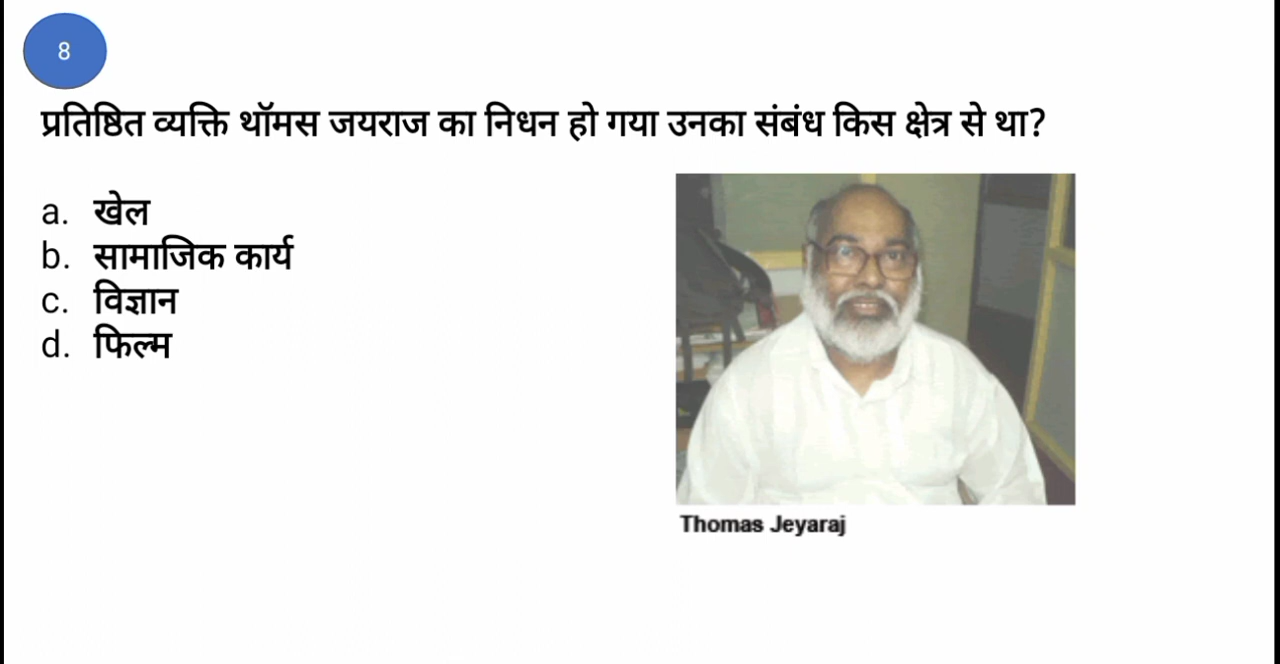 8
प्रतिष्ठित व्यक्ति थॉमस जयराज का निधन हो गया उनका संबंध किस क्षेत्र से था?
a. खेल
b. सामाजिक कार्य
c. विज्ञान
d. फिल्म
Thomas Jeyaraj